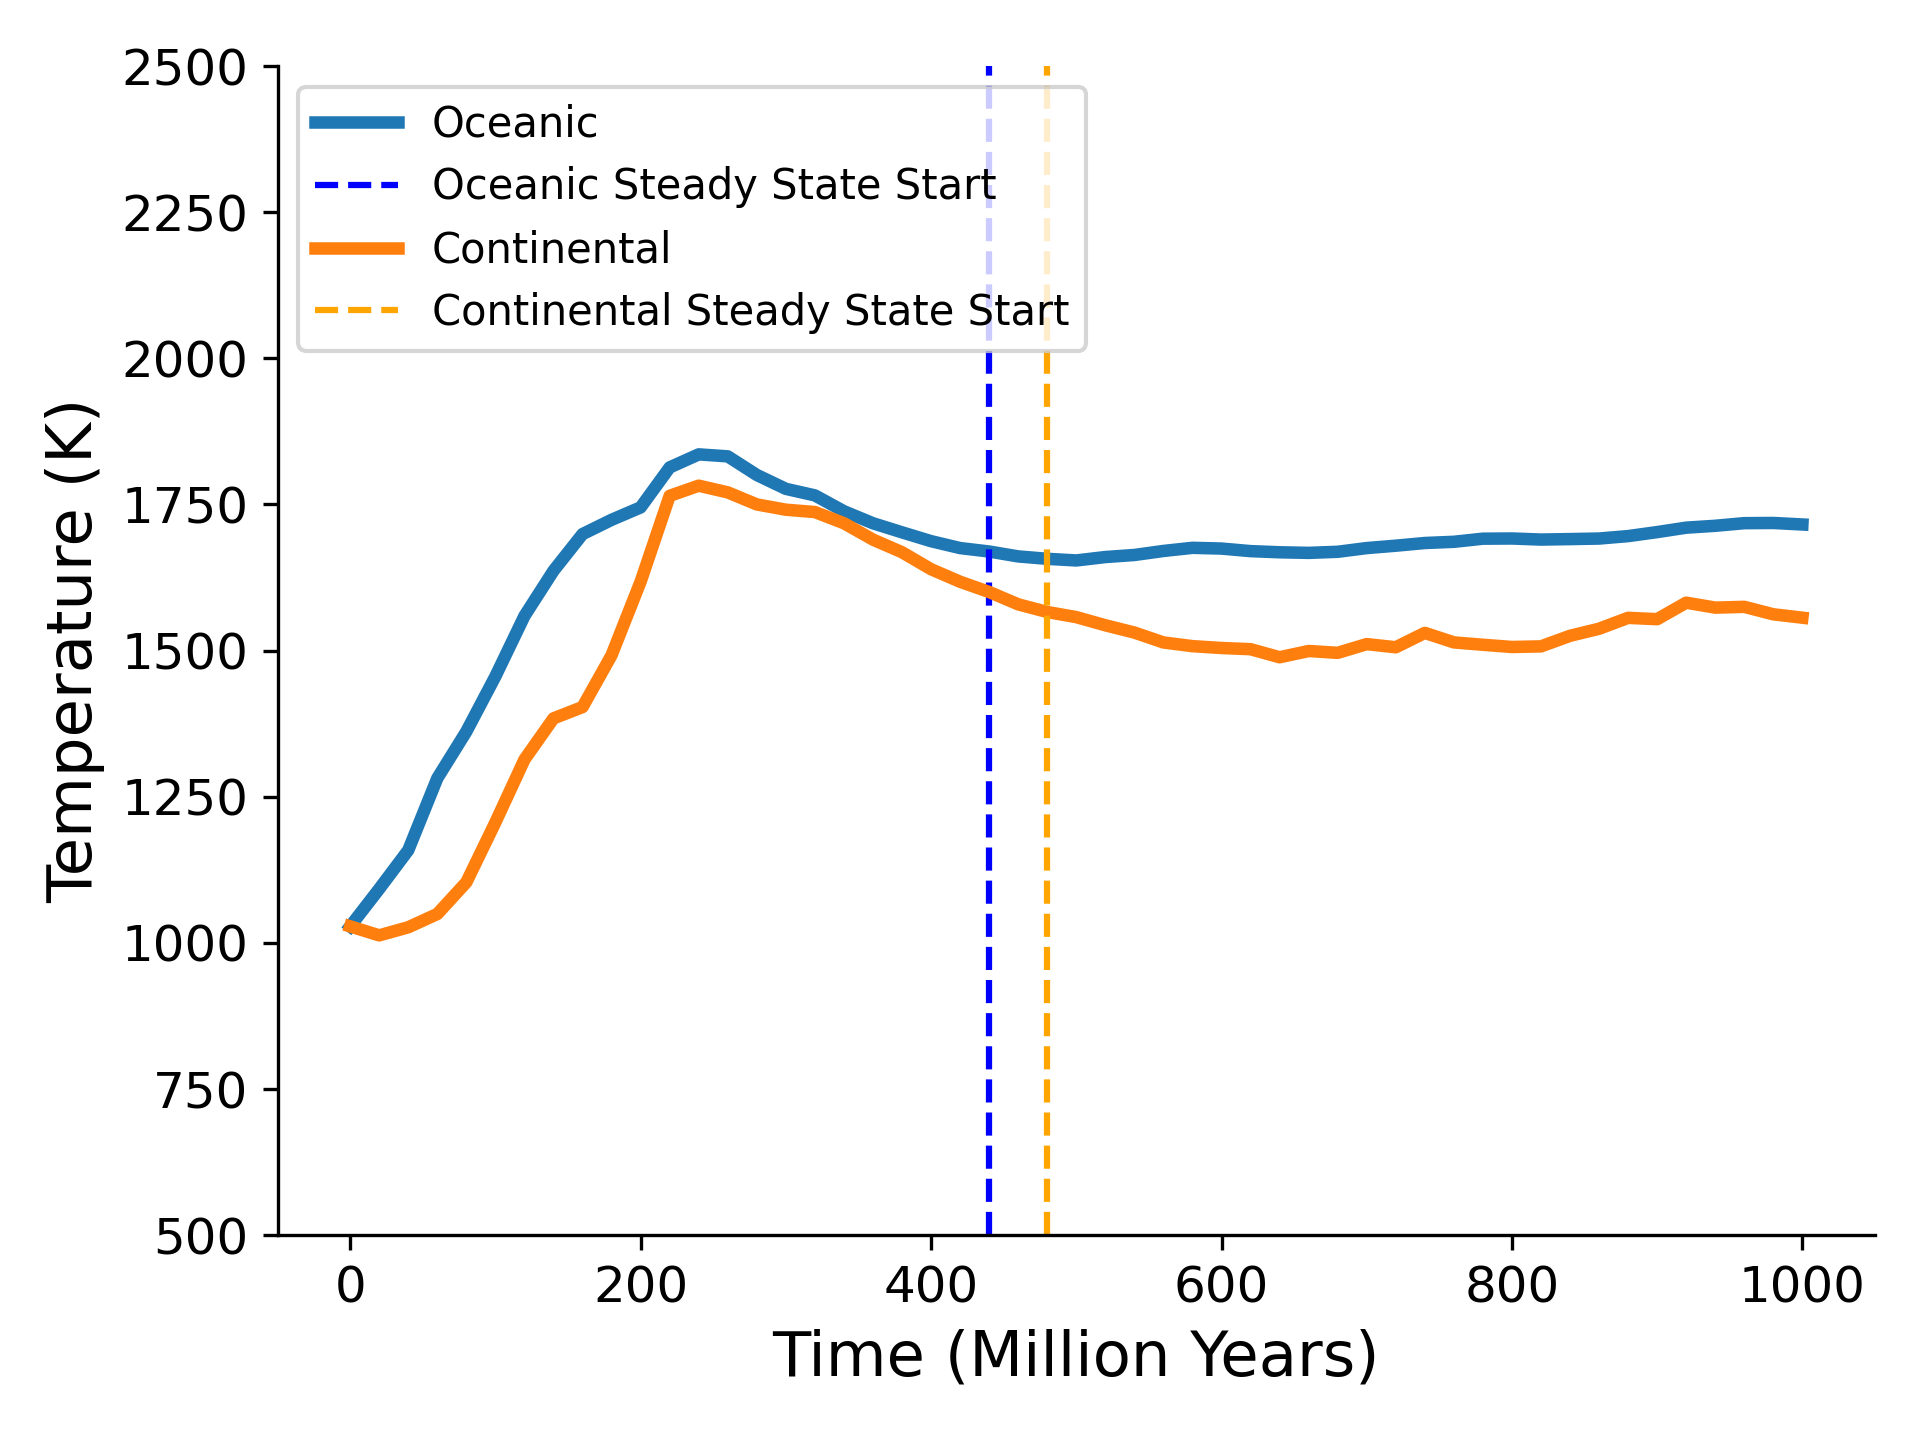 2500
2250
2000
1750
1500
1250
1000
750
500
Temperature (K)
Oceanic
Oceanic Steady State Start
Continental
Continental Steady State Start
0 200 400 600 800 1000
Time (Million Years)